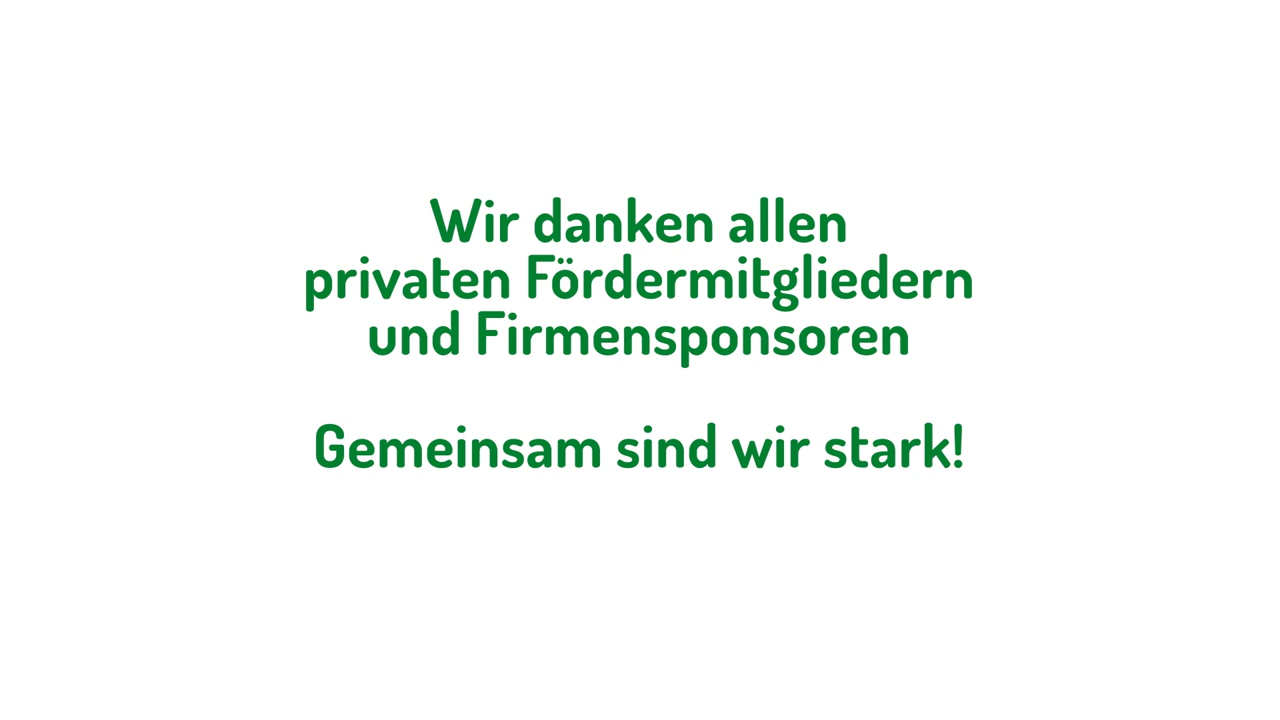 Wir danken allen
privaten Fördermitgliedern
und Firmensponsoren
Gemeinsam sind wir stark!